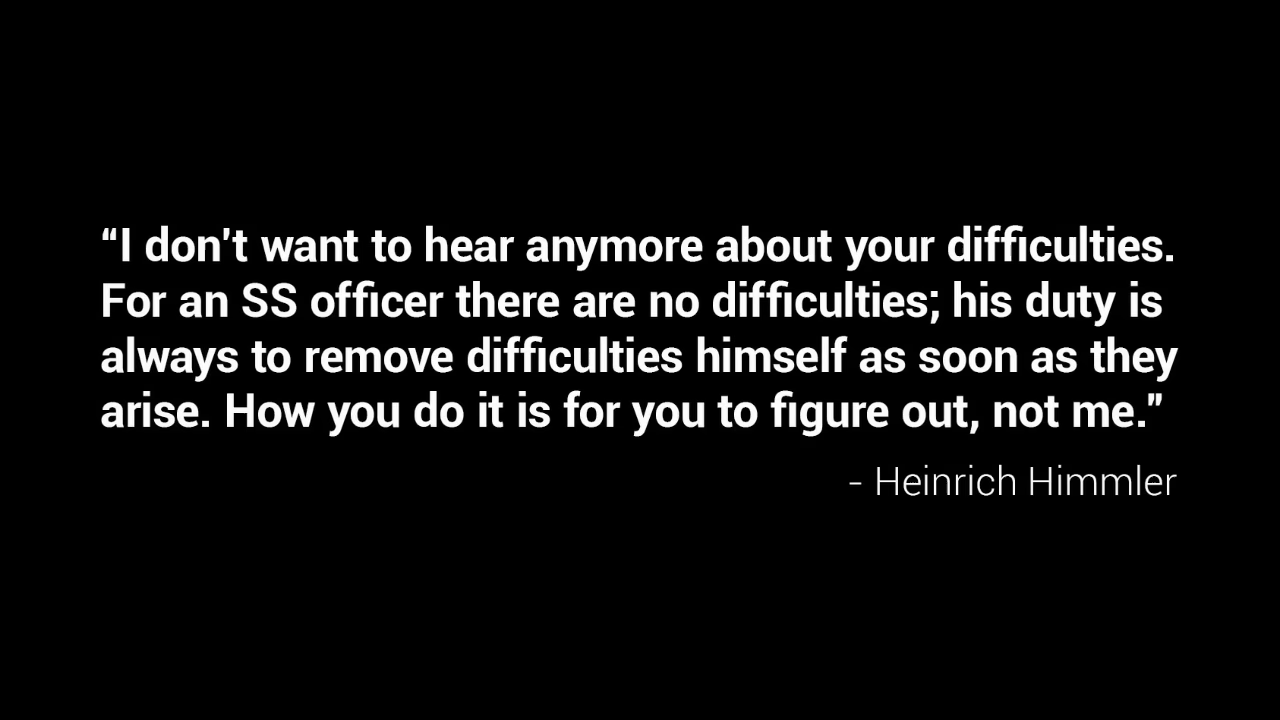 “I don't want to hear anymore about your difficulties.
For an SS officer there are no difficulties; his duty is
always to remove difficulties himself as soon as they
arise. How you do it is for you to figure out, not me.”
- Heinrich Himmler